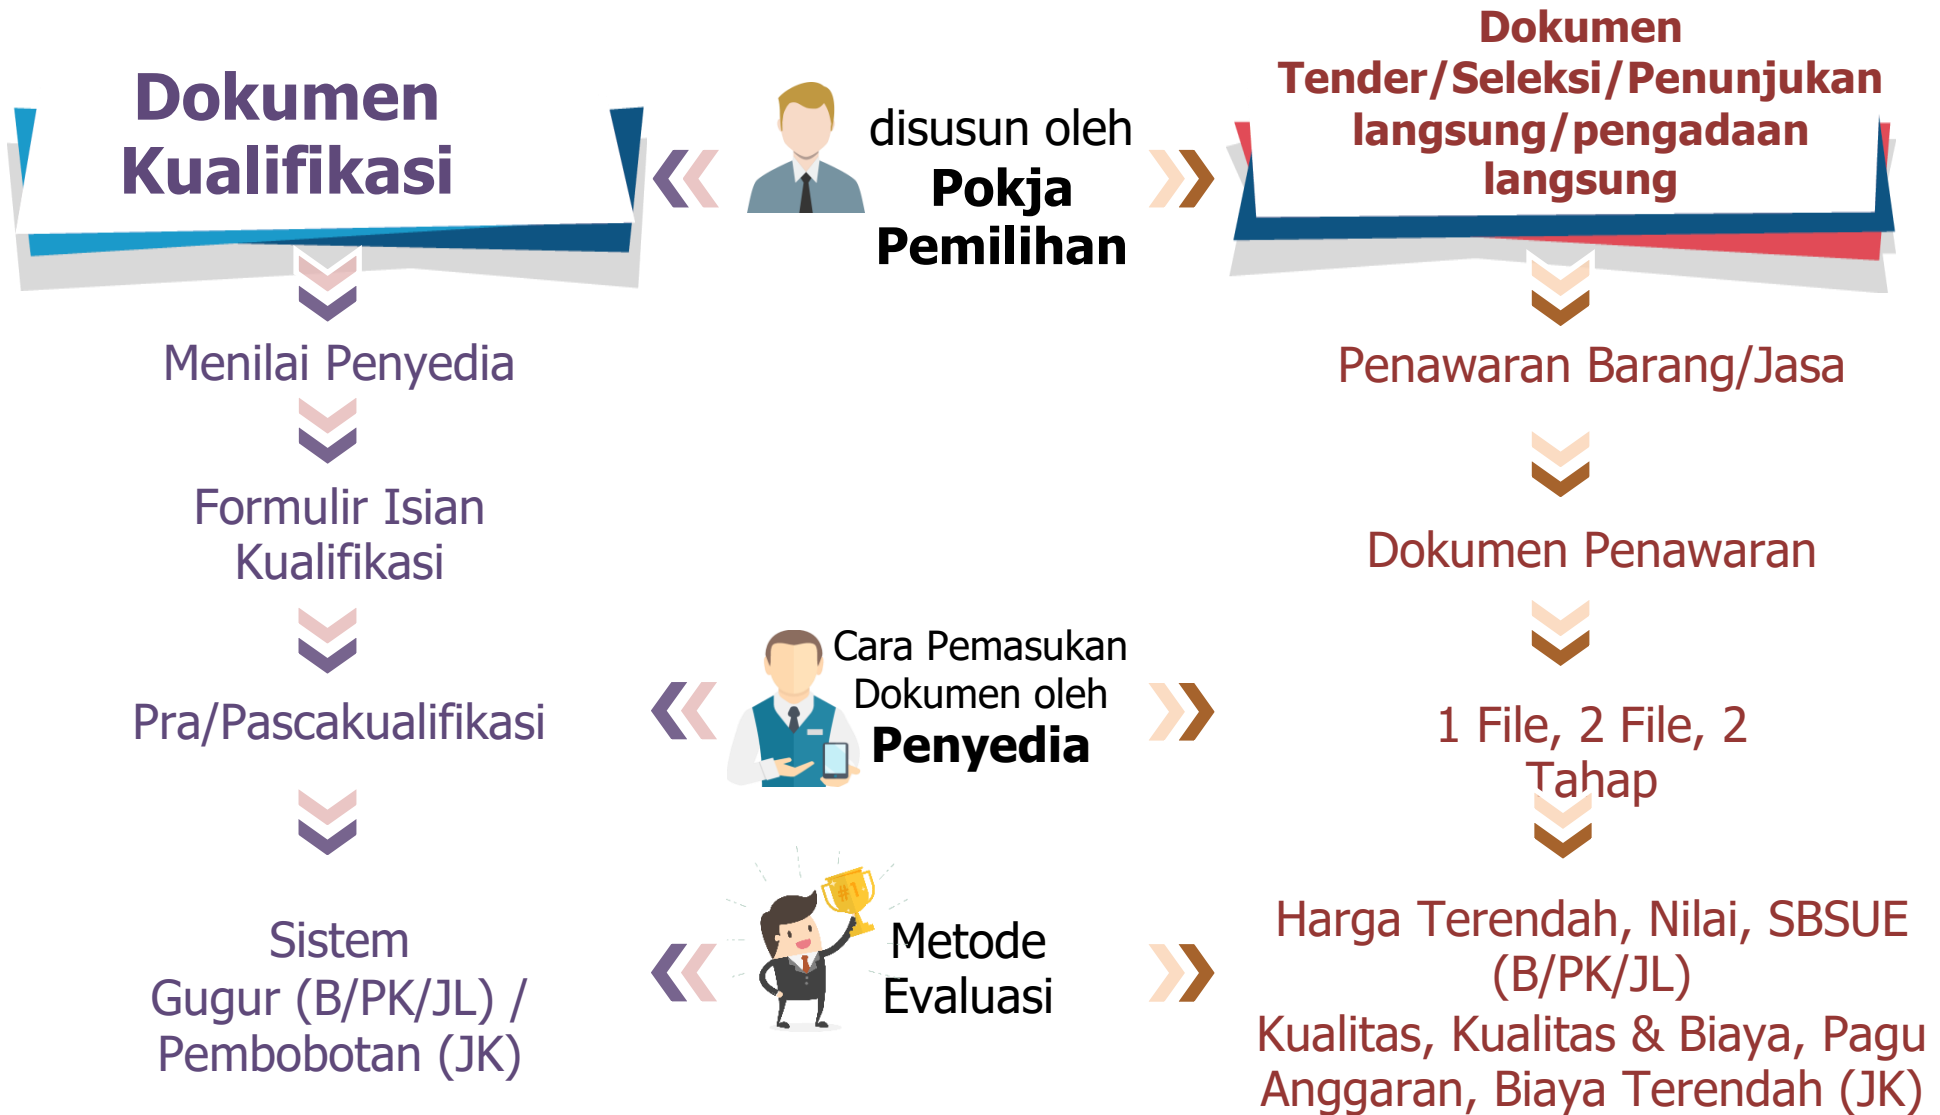 Dokumen
Kualifikasi
Menilai Penyedia
Formulir Isian
Kualifikasi
Pra/Pascakualifikasi
Sistem
Gugur (B/PK/JL) /
Pembobotan (JK)
disusun oleh
Pokja
Pemilihan
Cara Pemasukan
Dokumen oleh
Penyedia
#1
Metode
Evaluasi
Dokumen
Tender/Seleksi/Penunjukan
langsung/pengadaan
langsung
Penawaran Barang/Jasa
Dokumen Penawaran
1 File, 2 File, 2
Tahap
Harga Terendah, Nilai, SBSUE
(B/PK/JL)
Kualitas, Kualitas & Biaya, Pagu
Anggaran, Biaya Terendah (JK)